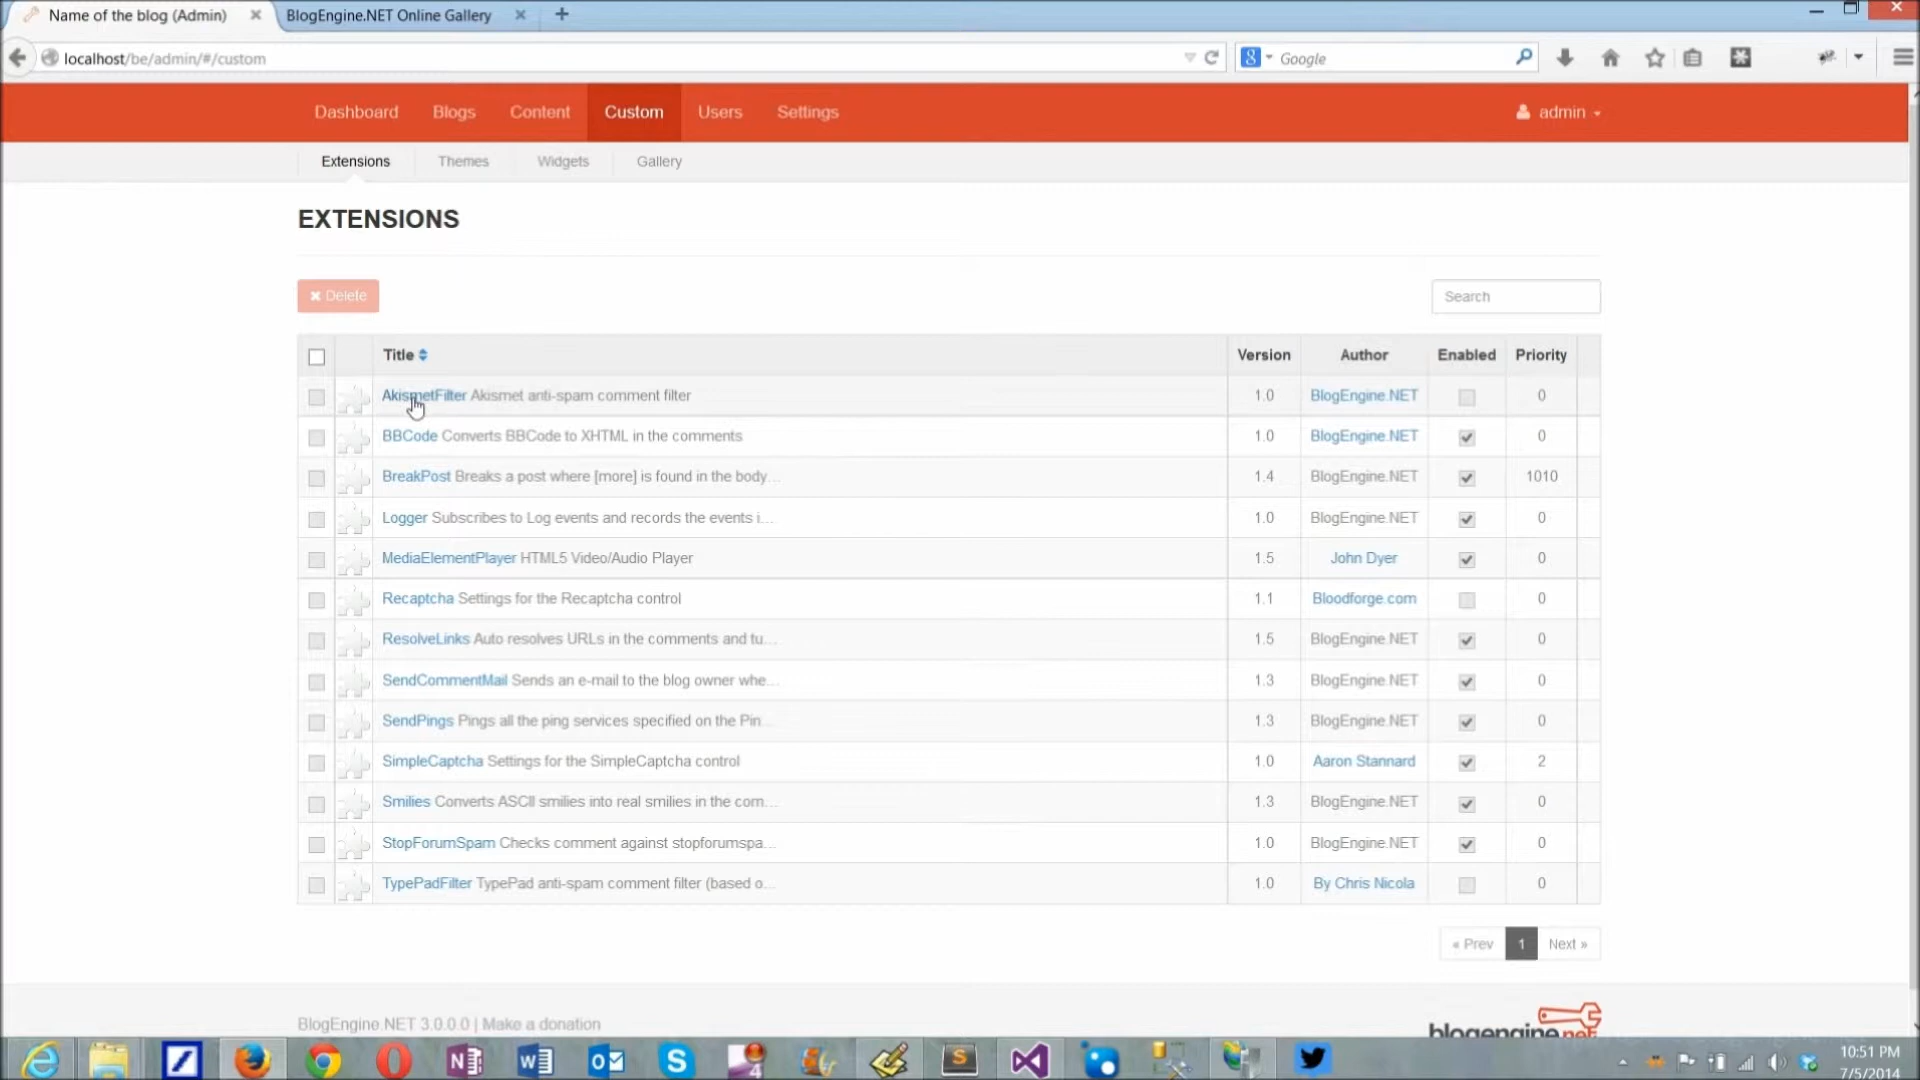 Name of the blog (Admin)
BlogEngine.NET Online Gallery
localhost/be/admin/#/custom
Google
Dashboard Blogs Content Custom Users Settings admin
Extensions Themes Widgets Gallery
EXTENSIONS
Delete
Search
Title Version Author Enabled Priority
AkismetFilter Akismet anti-spam comment filter 1.0 BlogEngine.NET 0
BBCode Converts BBCode to XHTML in the comments 1.0 BlogEngine.NET 0
BreakPost Breaks a post where [more] is found in the body... 1.4 BlogEngine.NET 1010
Logger Subscribes to Log events and records the events i... 1.0 BlogEngine.NET 0
MediaElementPlayer HTML5 Video/Audio Player 1.5 John Dyer 0
Recaptcha Settings for the Recaptcha control 1.1 Bloodforge.com 0
ResolveLinks Auto resolves URLs in the comments and tu... 1.5 BlogEngine.NET 0
SendCommentMail Sends an e-mail to the blog owner whe... 1.3 BlogEngine.NET 0
SendPings Pings all the ping services specified on the Pin... 1.3 BlogEngine.NET 0
SimpleCaptcha Settings for the SimpleCaptcha control 1.0 Aaron Stannard 2
Smilies Converts ASCII smilies into real smilies in the com... 1.3 BlogEngine.NET 0
StopForumSpam Checks comment against stopforumspa... 1.0 BlogEngine.NET 0
TypePadFilter TypePad anti-spam comment filter (based o... 1.0 By Chris Nicola 0
« Prev 1 Next »
BlogEngine.NET 3.0.0.0 | Make a donation
blogengine.net
10:51 PM
7/5/2014